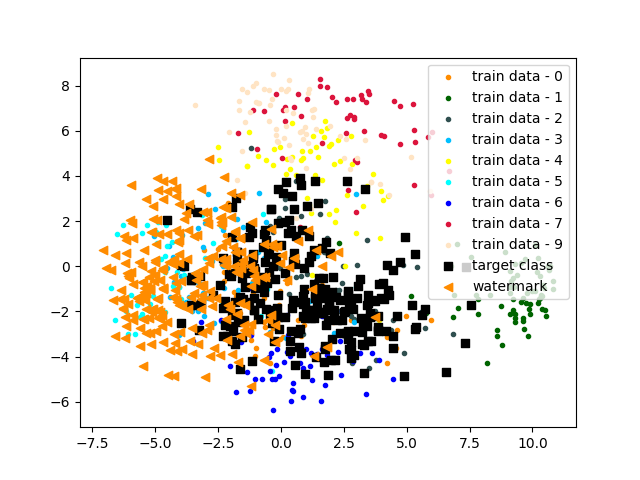 8
6
4
2
0
−2
−4
−6
−7.5 −5.0 −2.5 0.0 2.5 5.0 7.5 10.0
train data - 0
train data - 1
train data - 2
train data - 3
train data - 4
train data - 5
train data - 6
train data - 7
train data - 9
target class
watermark